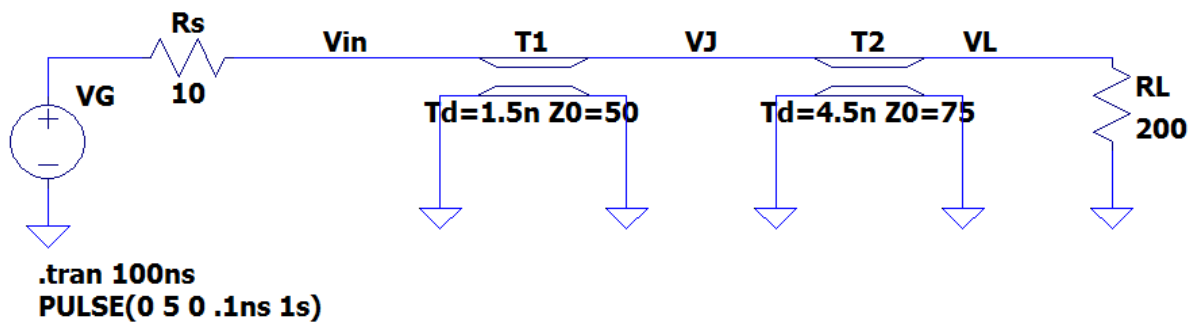 Rs
Vin T1 VJ T2 VL
VG 10
RL
Td=1.5n Z0=50 Td=4.5n Z0=75
200
.tran 100ns
PULSE(0 5 0 .1ns 1s)